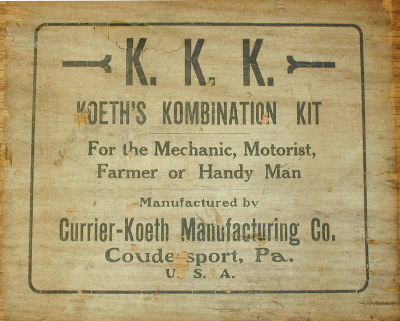 K. K. K.
KOETH'S KOMBINATION KIT
For the Mechanic, Motorist,
Farmer or Handy Man
Manufactured by
Currier-Koeth Manufacturing Co.
Coudersport, Pa.
U. S. A.